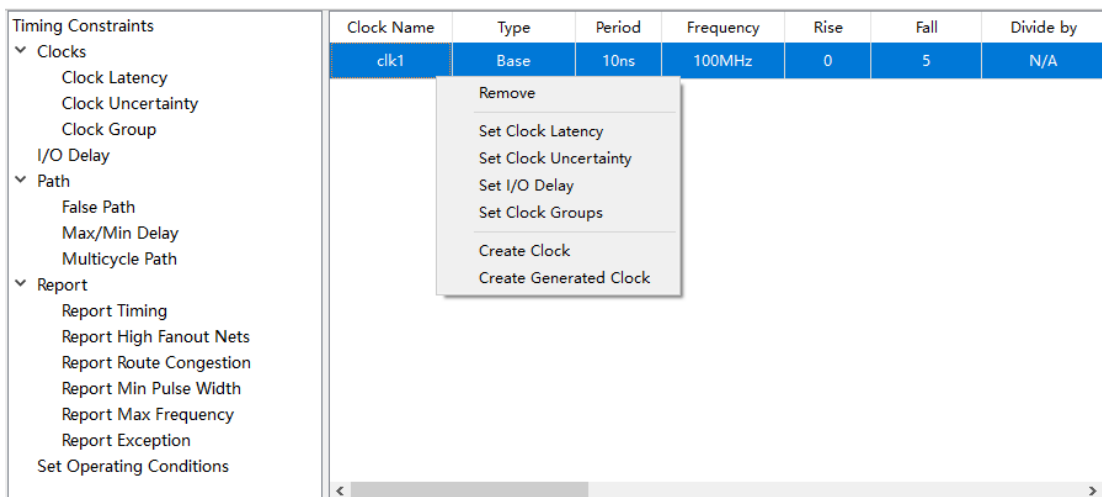 Timing Constraints
Clocks
Clock Latency
Clock Uncertainty
Clock Group
I/O Delay
Path
False Path
Max/Min Delay
Multicycle Path
Report
Report Timing
Report High Fanout Nets
Report Route Congestion
Report Min Pulse Width
Report Max Frequency
Report Exception
Set Operating Conditions
Clock Name Type Period Frequency Rise Fall Divide by
clk1 Base 10ns 100MHz 0 5 N/A
Remove
Set Clock Latency
Set Clock Uncertainty
Set I/O Delay
Set Clock Groups
Create Clock
Create Generated Clock